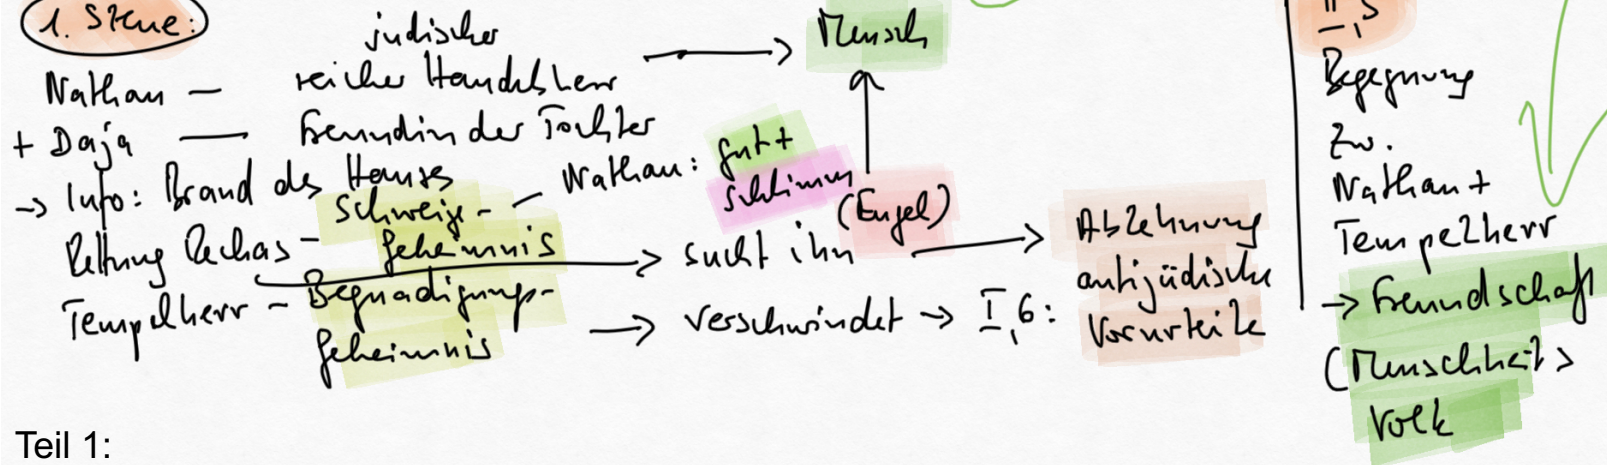 1. Szene:
jüdischer
Nathan — reicher Handelsherr → Mensch
+ Daja — Freundin der Tochter
→ Info: Brand des Hauses
Nathan: gut +
schlimm
(Engel)
Rettung Rechas – Schweige-
geheimnis → sucht ihn → Ablehnung
antijüdische
Vorurteile
Tempelherr – Begnadigungs-
geheimnis → verschwindet → I,6:
II,5
Begegnung
zw.
Nathan +
Tempelherr
→ Freundschaft
(Menschheit >
Volk
Teil 1: